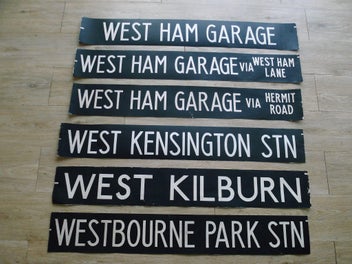 WEST HAM GARAGE
WEST HAM GARAGE VIA WEST HAM LANE
WEST HAM GARAGE VIA HERMIT ROAD
WEST KENSINGTON STN
WEST KILBURN
WESTBOURNE PARK STN